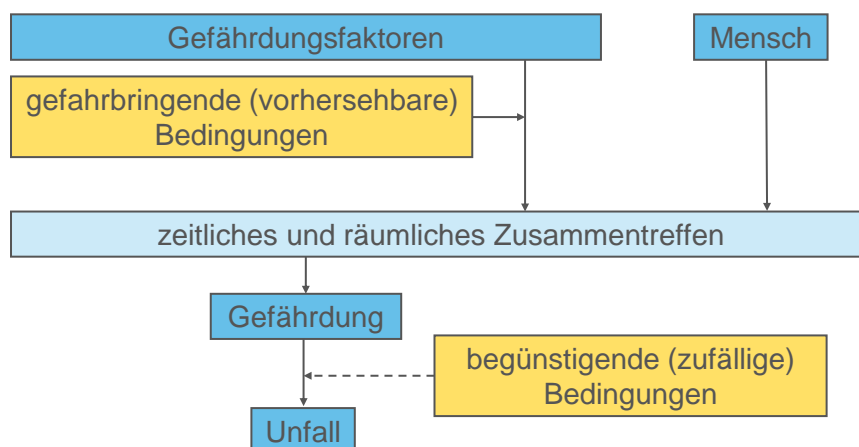 Gefährdungsfaktoren
Mensch
gefahrbringende (vorhersehbare)
Bedingungen
zeitliches und räumliches Zusammentreffen
Gefährdung
begünstigende (zufällige)
Bedingungen
Unfall